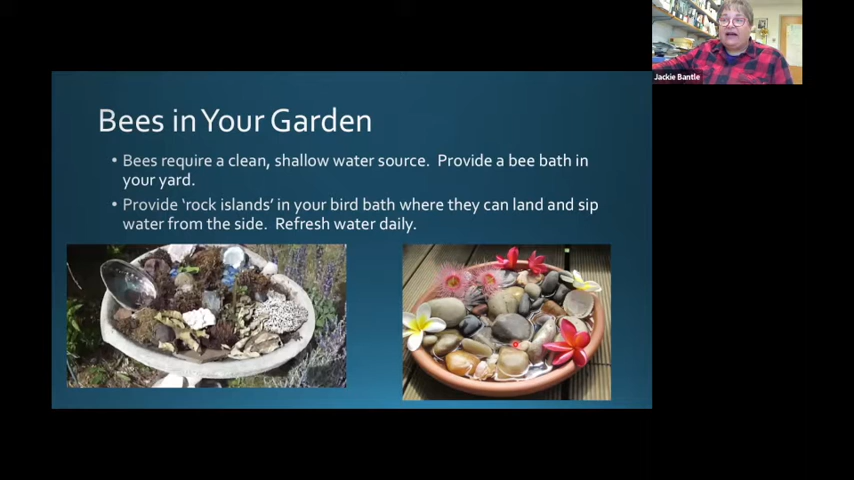 Jackie Bantle
Bees in Your Garden
• Bees require a clean, shallow water source. Provide a bee bath in
your yard.
• Provide ‘rock islands’ in your bird bath where they can land and sip
water from the side. Refresh water daily.